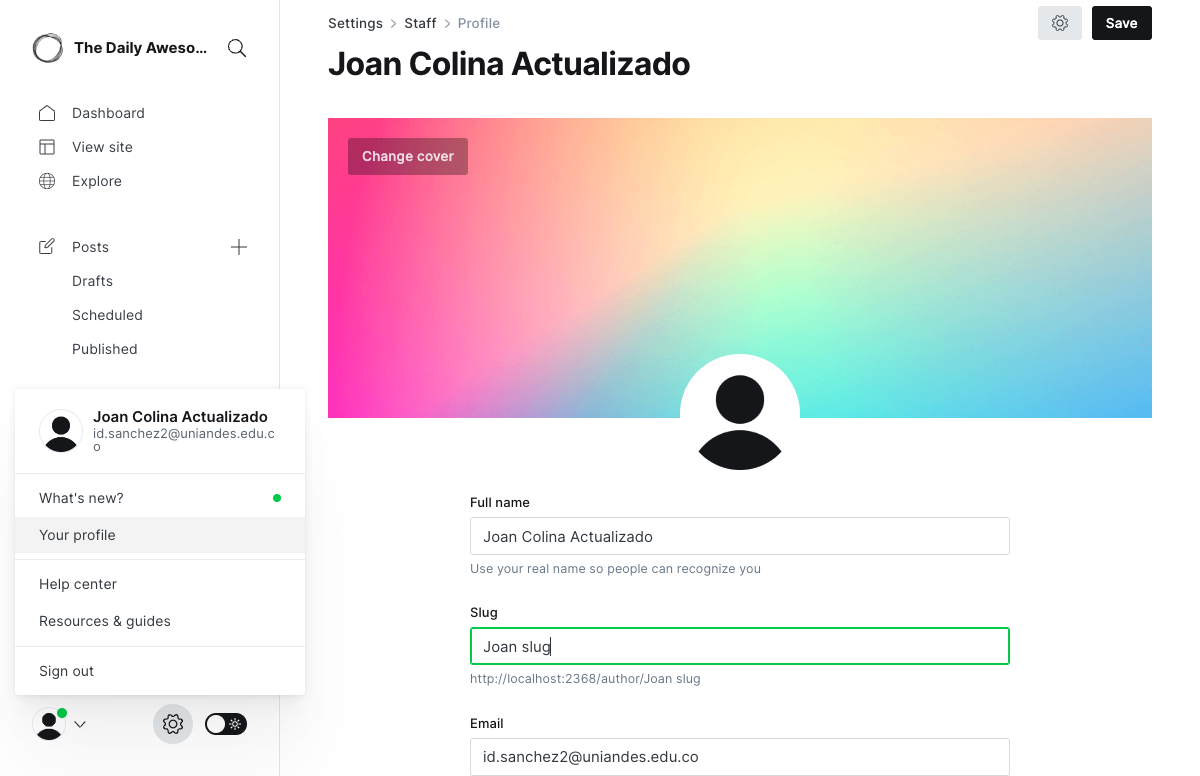 The Daily Aweso...
Dashboard
View site
Explore
Posts
Drafts
Scheduled
Published
Joan Colina Actualizado
id.sanchez2@uniandes.edu.c
o
What's new?
Your profile
Help center
Resources & guides
Sign out
Settings > Staff > Profile
Save
Joan Colina Actualizado
Change cover
Full name
Joan Colina Actualizado
Use your real name so people can recognize you
Slug
Joan slug
http://localhost:2368/author/Joan slug
Email
id.sanchez2@uniandes.edu.co